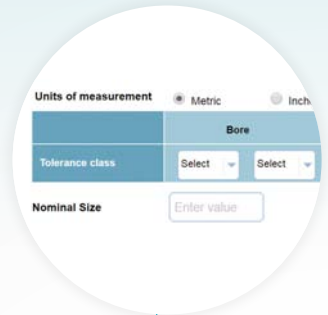 Units of measurement Metric
Bore
Tolerance class Select Select
Nominal Size Enter value